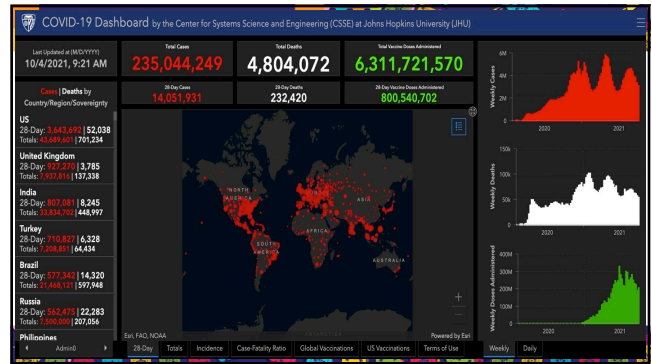 COVID-19 Dashboard by the Center for Systems Science and Engineering (CSSE) at Johns Hopkins University (JHU)
Last Updated at (M/D/YYYY)
10/4/2021, 9:21 AM
Cases | Deaths by
Country/Region/Sovereignty
US
28-Day: 3,643,692 | 52,038
Totals: 43,689,601 | 701,234
United Kingdom
28-Day: 927,270 | 3,785
Totals: 7,937,816 | 137,338
India
28-Day: 807,081 | 8,245
Totals: 33,834,702 | 448,997
Turkey
28-Day: 710,827 | 6,328
Totals: 7,208,851 | 64,434
Brazil
28-Day: 577,342 | 14,320
Totals: 21,468,121 | 597,948
Russia
28-Day: 562,475 | 22,283
Totals: 7,500,000 | 207,056
Philippines
Admin0
Total Cases
235,044,249
Total Deaths
4,804,072
Total Vaccine Doses Administered
6,311,721,570
28-Day Cases
14,051,931
28-Day Deaths
232,420
28-Day Vaccine Doses Administered
800,540,702
NORTH
AMERICA
ASIA
AFRICA
SOUTH
AMERICA
AUSTRALIA
Esri, FAO, NOAA
Powered by Esri
28-Day
Totals
Incidence
Case-Fatality Ratio
Global Vaccinations
US Vaccinations
Terms of Use
Weekly Cases
6M
4M
2M
0
2020
2021
Weekly Deaths
150k
100k
50k
0
2020
2021
Weekly Doses Administered
400M
300M
200M
100M
0
2020
2021
Weekly
Daily